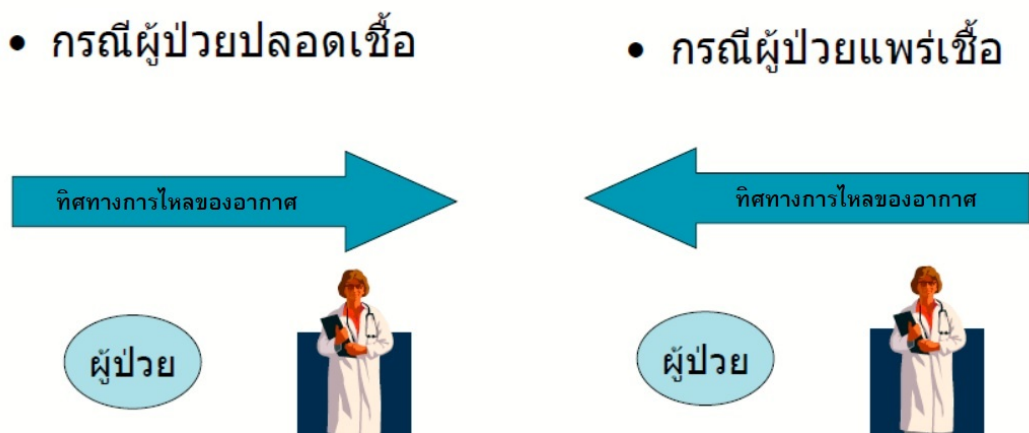 • กรณีผู้ป่วยปลอดเชื้อ
• กรณีผู้ป่วยแพร่เชื้อ
ทิศทางการไหลของอากาศ
ทิศทางการไหลของอากาศ
ผู้ป่วย
ผู้ป่วย